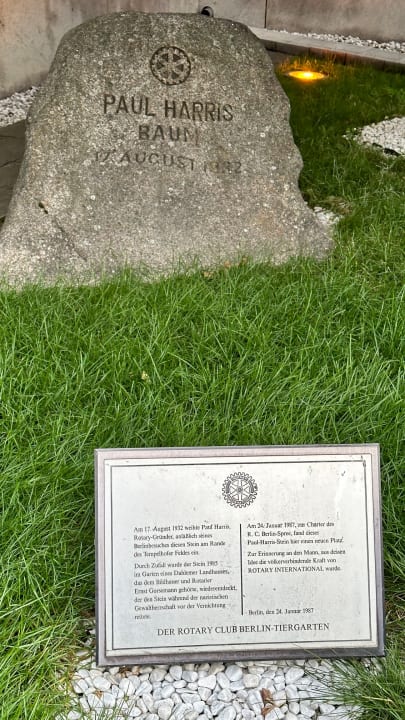 PAUL HARRIS
BAUM
17. AUGUST 1932
Am 17. August 1932 weihte Paul Harris,
Rotary-Gründer, anläßlich seines
Berlinbesuches diesen Stein am Rande
des Tempelhofer Feldes ein.
Durch Zufall wurde der Stein 1985
im Garten eines Dahlemer Landhauses,
das dem Bildhauer und Rotarier
Ernst Gorsemann gehörte, wiederentdeckt,
der den Stein während der nazistischen
Gewaltherrschaft vor der Vernichtung
rettete.
Am 24. Januar 1987, zur Charter des
R. C. Berlin-Spree, fand dieser
Paul-Harris-Stein hier einen neuen Platz.
Zur Erinnerung an den Mann, aus dessen
Idee die völkerverbindende Kraft von
ROTARY INTERNATIONAL wurde.
Berlin, den 24. Januar 1987
DER ROTARY CLUB BERLIN-TIERGARTEN